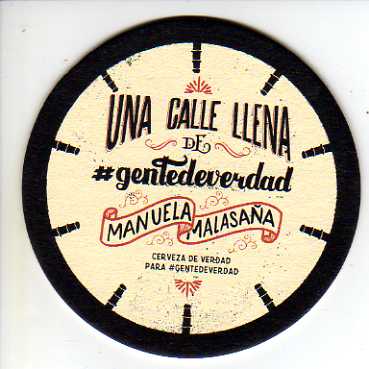 UNA CALLE LLENA
DE
#gentedeverdad
MANUELA
MALASAÑA
CERVEZA DE VERDAD
PARA #GENTEDEVERDAD